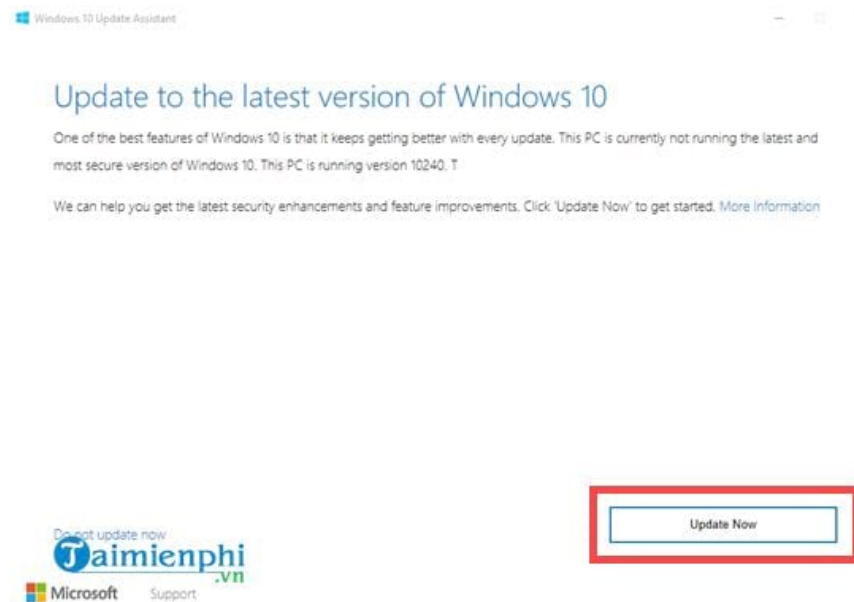 Windows 10 Update Assistant
Update to the latest version of Windows 10
One of the best features of Windows 10 is that it keeps getting better with every update. This PC is currently not running the latest and
most secure version of Windows 10. This PC is running version 10240. T
We can help you get the latest security enhancements and feature improvements. Click 'Update Now' to get started. More Information
Update Now
Do not update now
Taimienphi
.vn
Microsoft Support